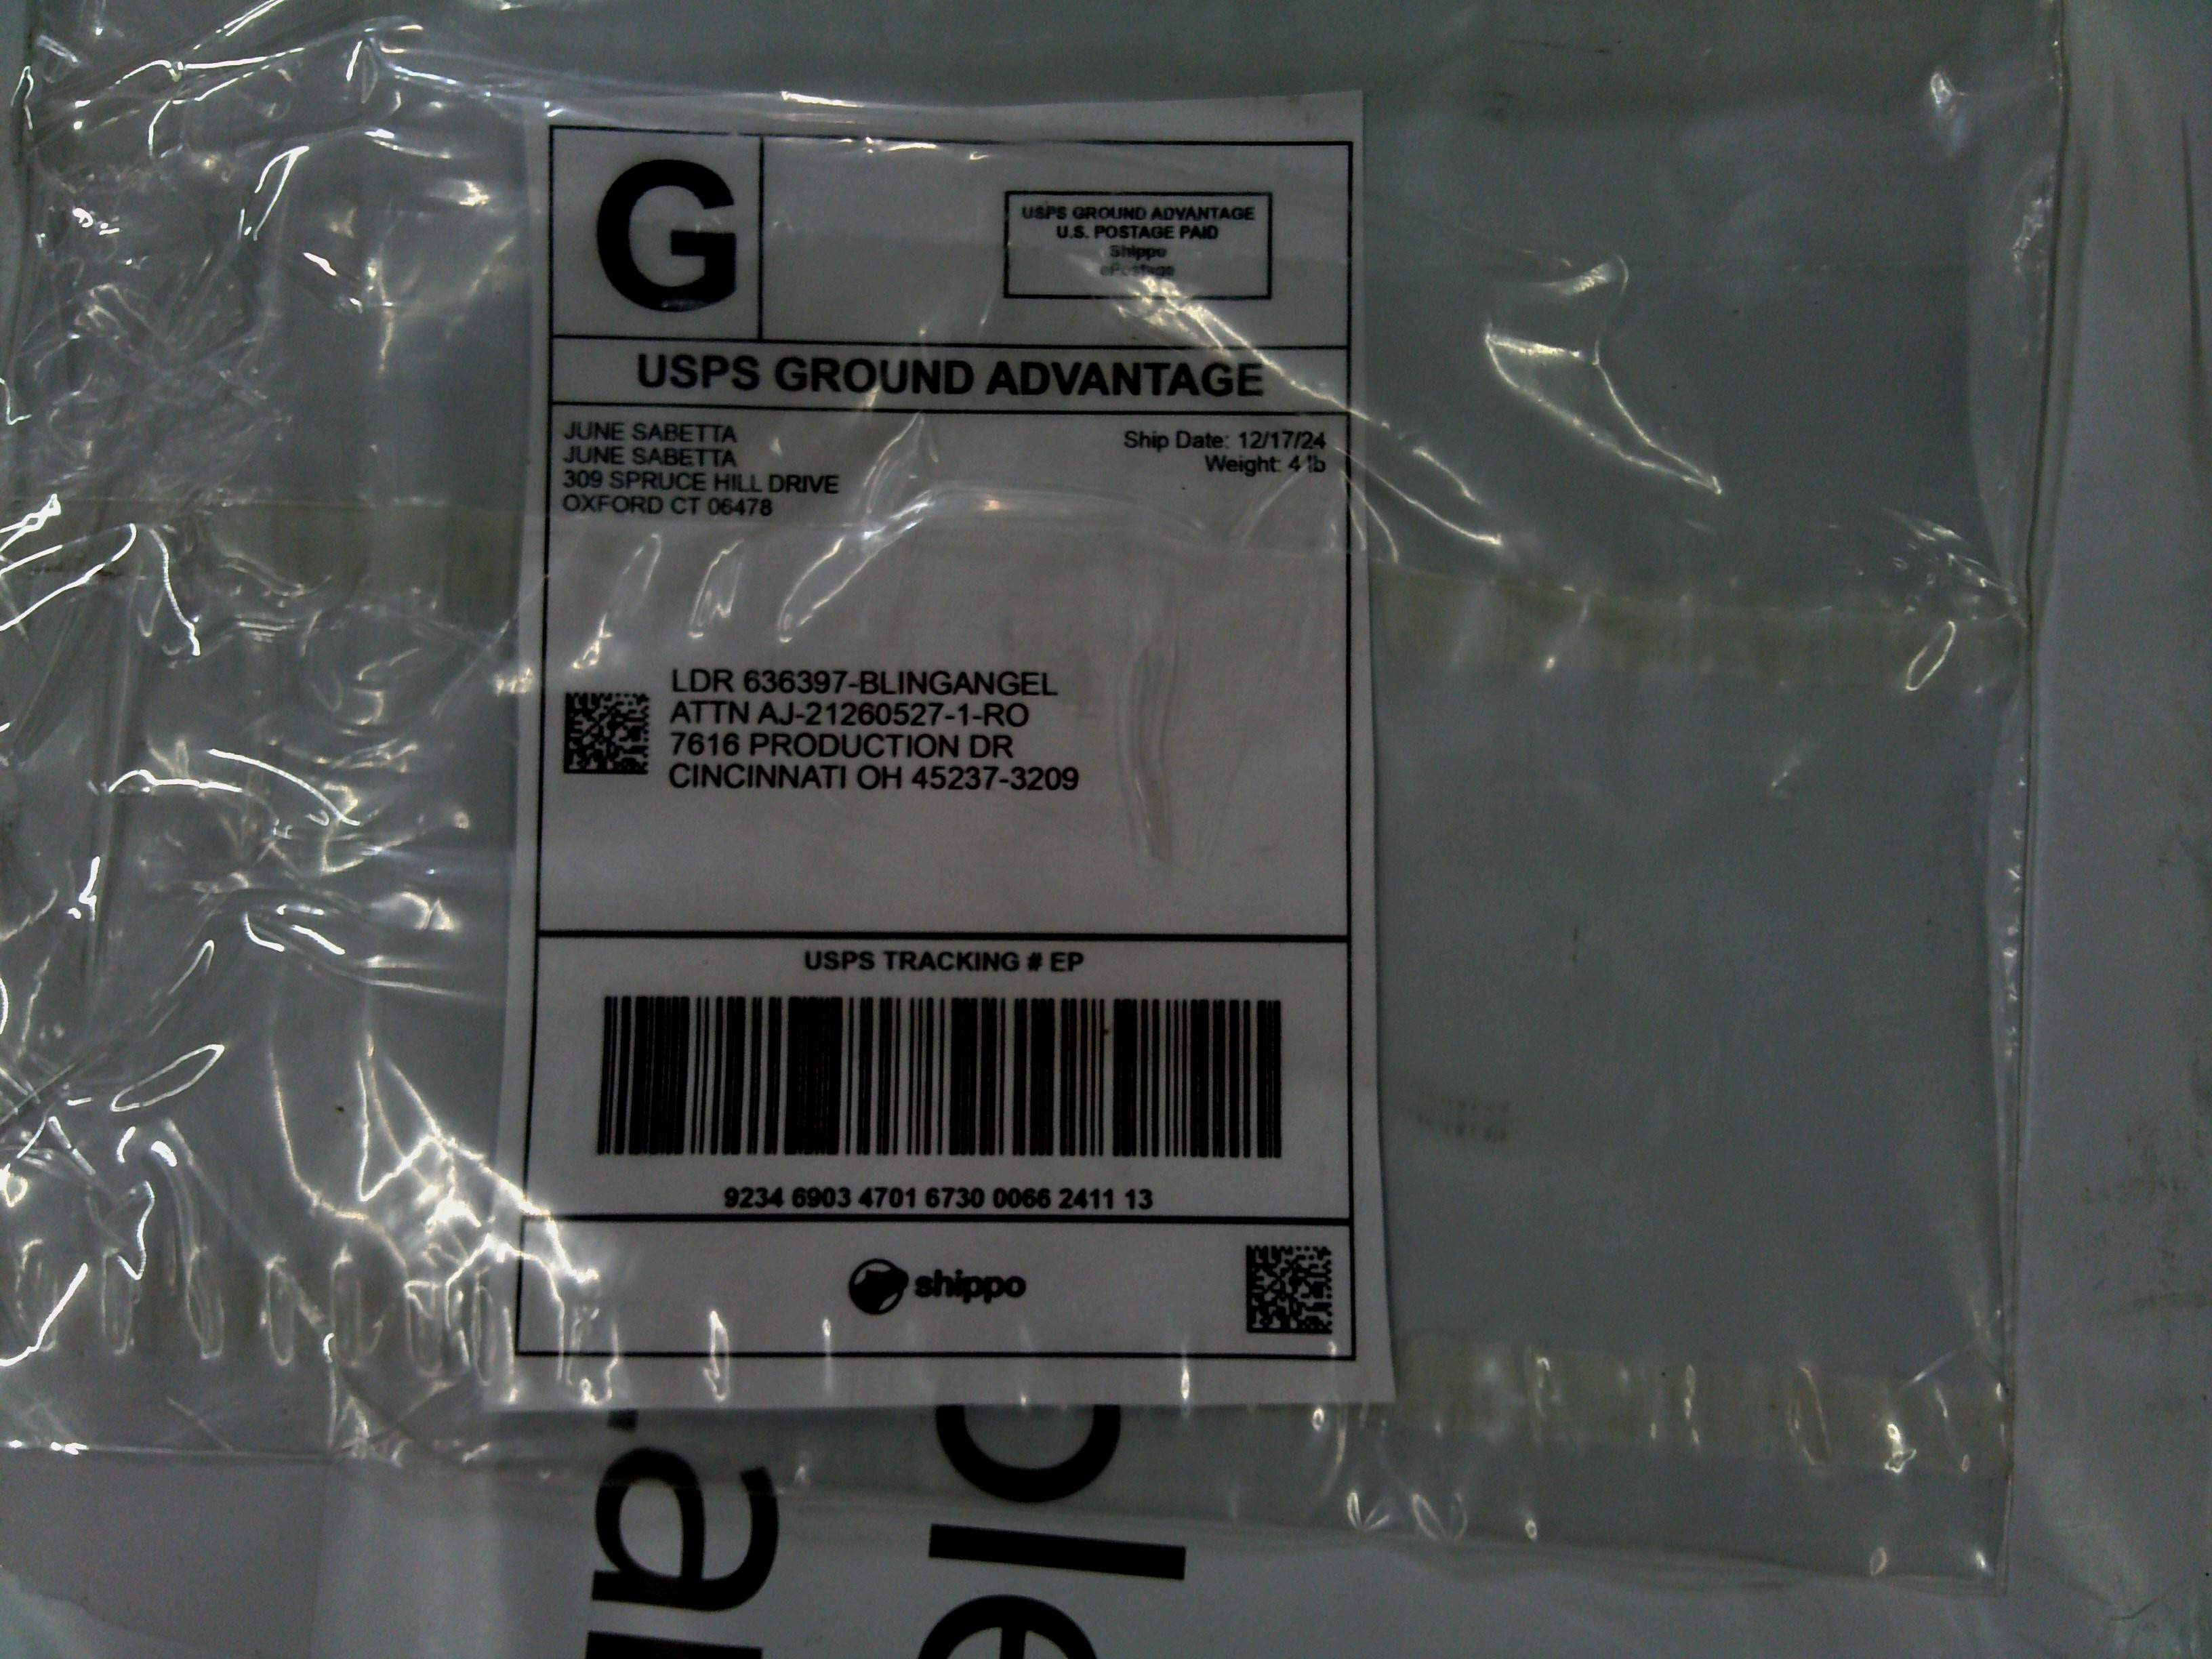 G
USPS GROUND ADVANTAGE
U.S. POSTAGE PAID
Shippo
ePostage
USPS GROUND ADVANTAGE
JUNE SABETTA
JUNE SABETTA
309 SPRUCE HILL DRIVE
OXFORD CT 06478
Ship Date: 12/17/24
Weight: 4 lb
LDR 636397-BLINGANGEL
ATTN AJ-21260527-1-RO
7616 PRODUCTION DR
CINCINNATI OH 45237-3209
USPS TRACKING # EP
9234 6903 4701 6730 0066 2411 13
shippo